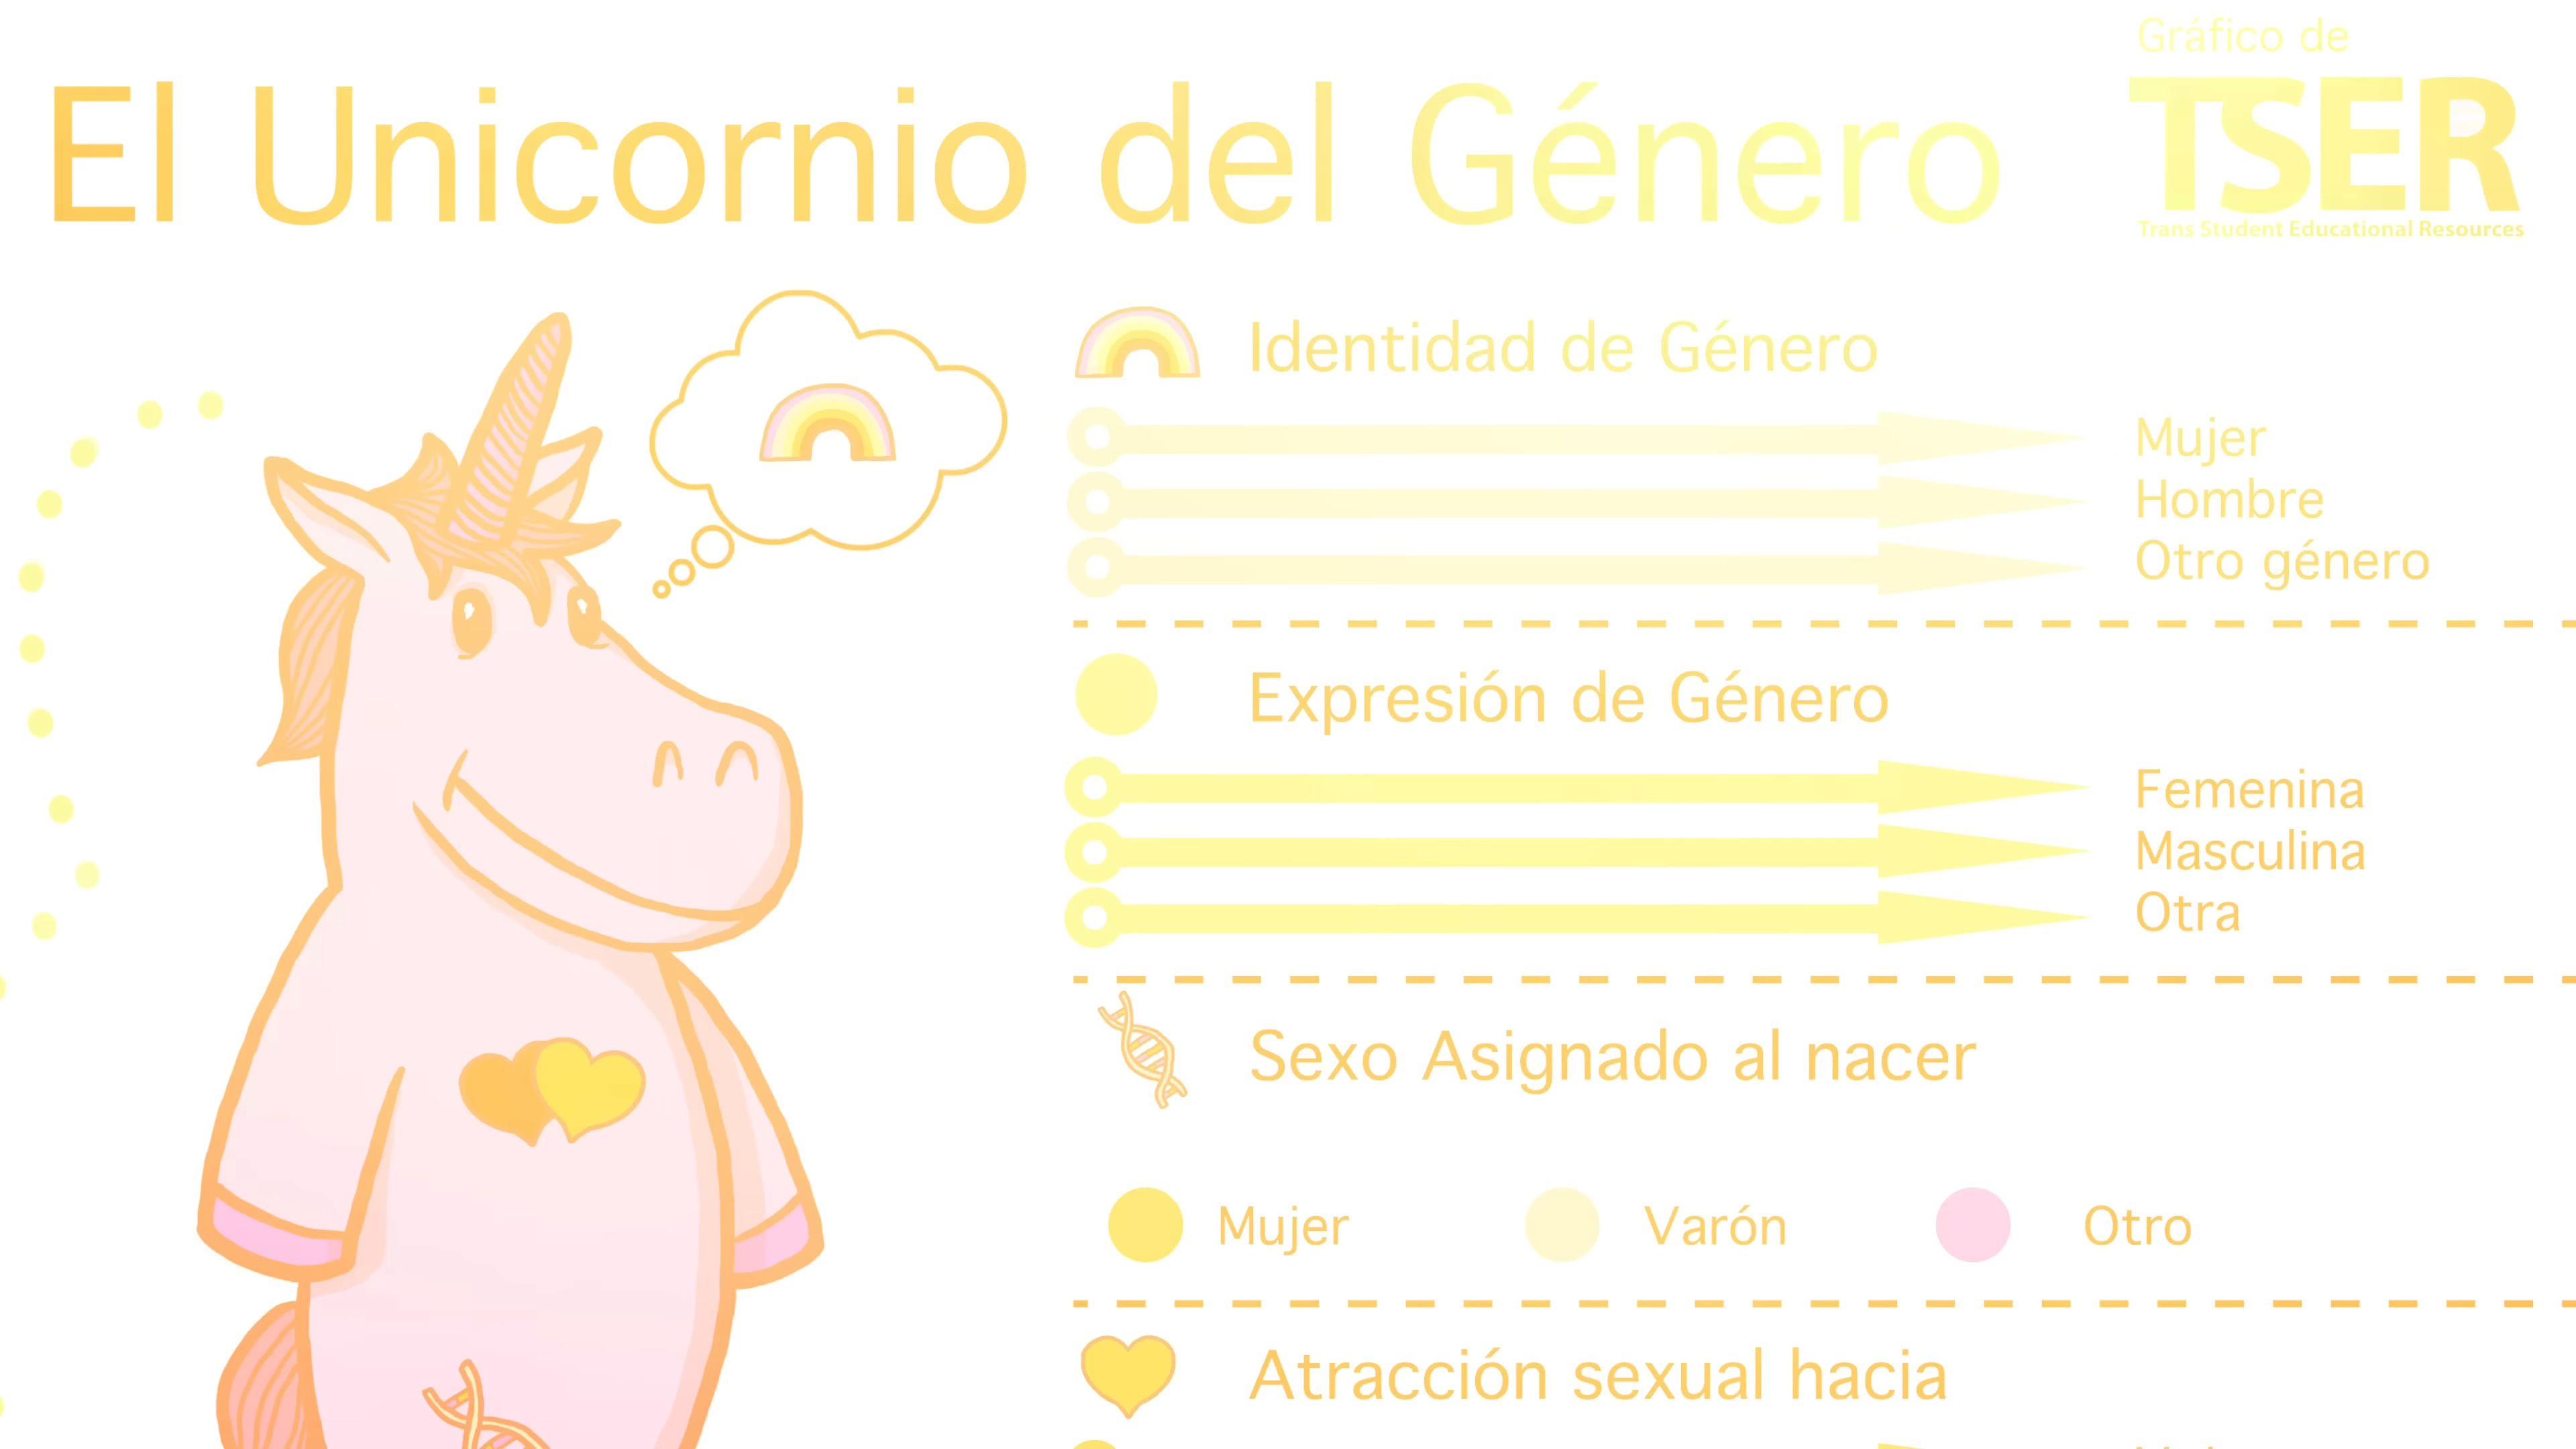 Gráfico de
El Unicornio del Género
TSER
Trans Student Educational Resources
Identidad de Género
Mujer
Hombre
Otro género
Expresión de Género
Femenina
Masculina
Otra
Sexo Asignado al nacer
Mujer Varón Otro
Atracción sexual hacia